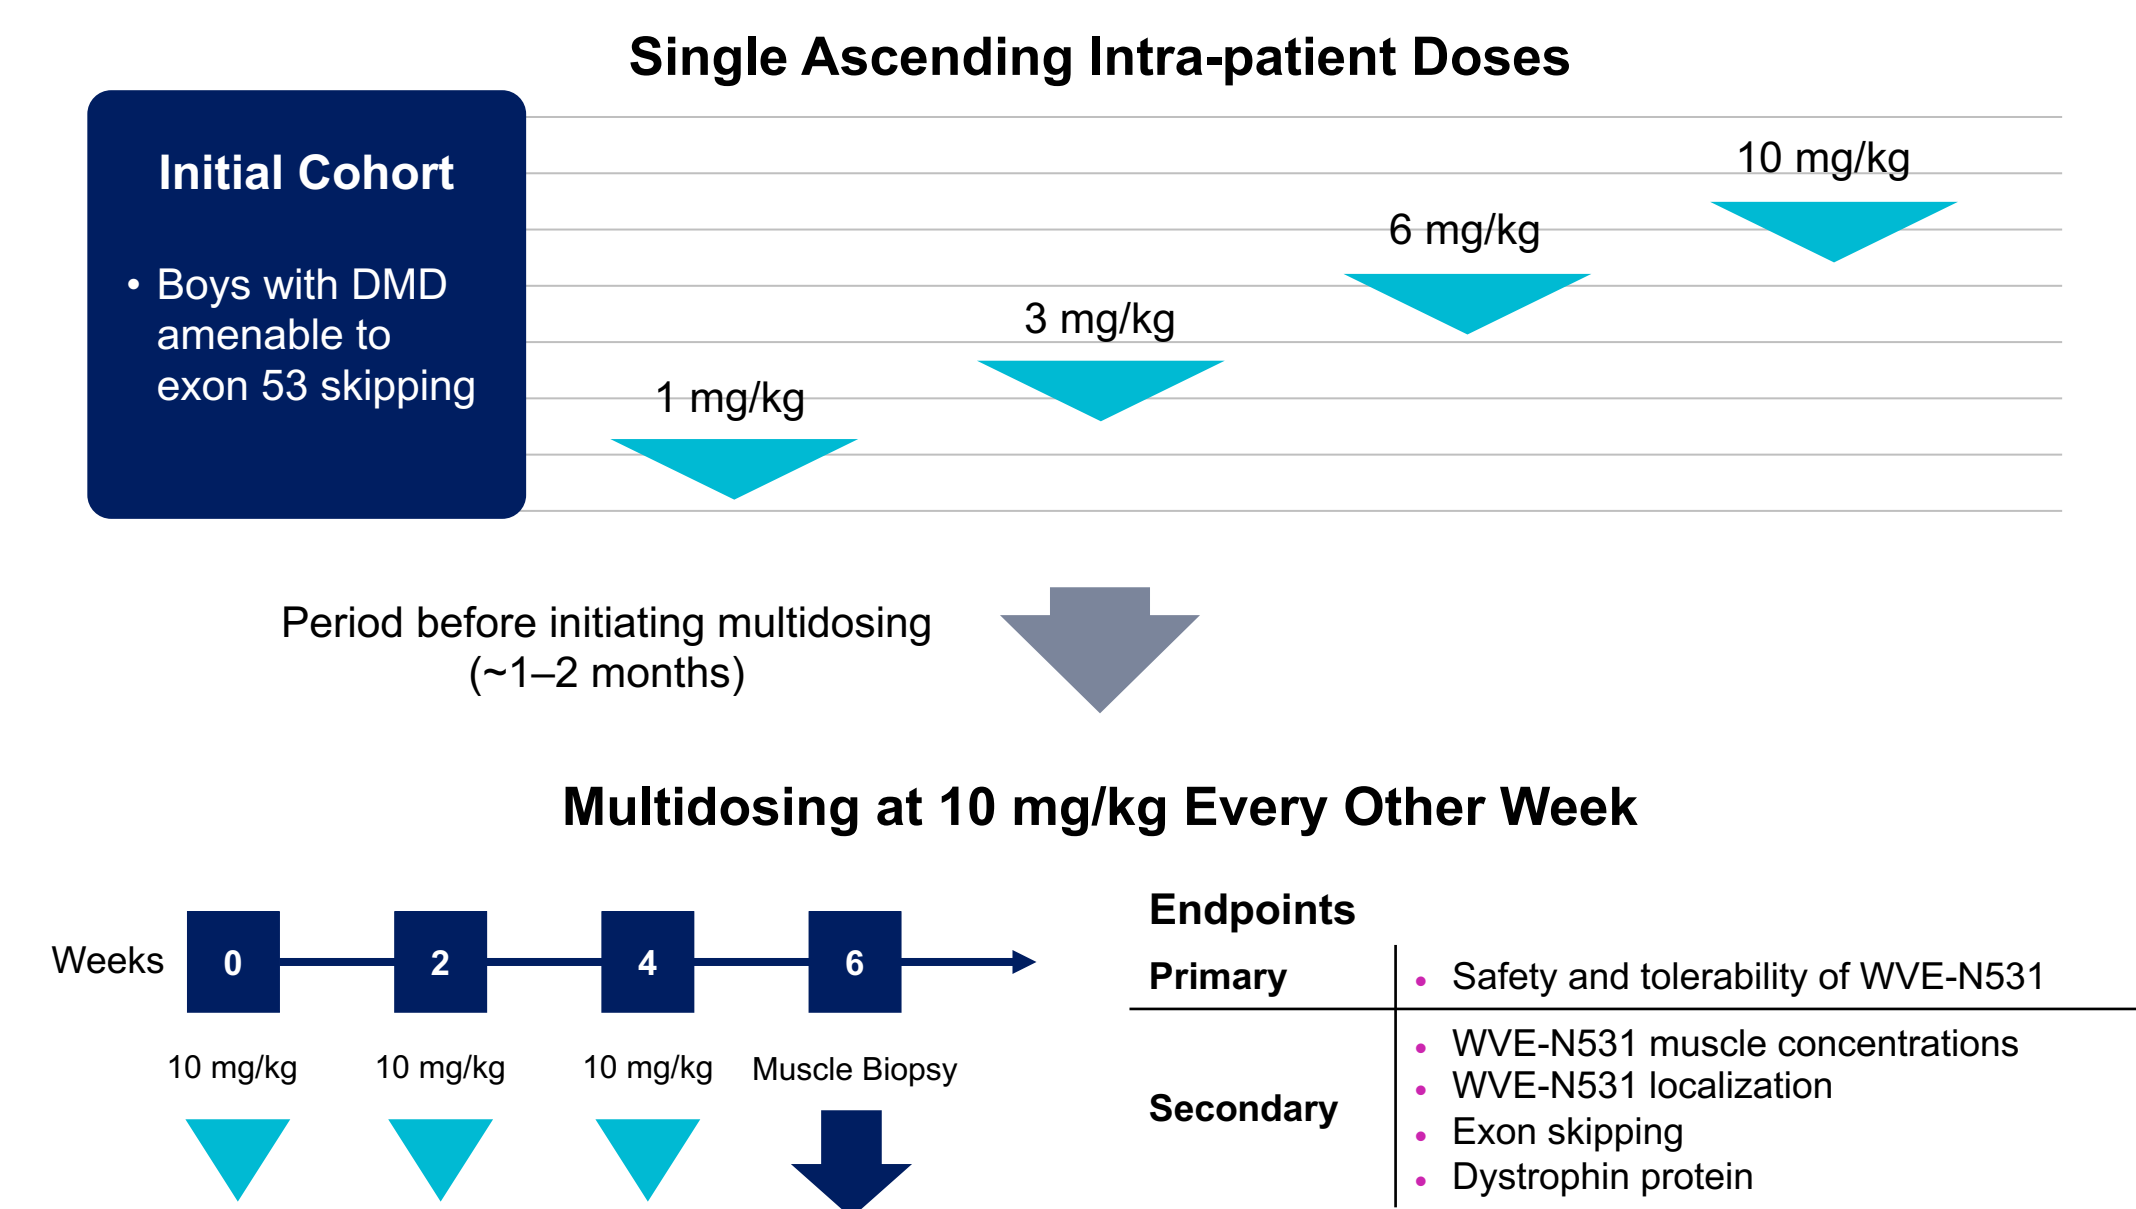 Single Ascending Intra-patient Doses
Initial Cohort
• Boys with DMD
amenable to
exon 53 skipping
1 mg/kg
3 mg/kg
6 mg/kg
10 mg/kg
Period before initiating multidosing
(~1–2 months)
Multidosing at 10 mg/kg Every Other Week
Weeks 0 2 4 6
10 mg/kg 10 mg/kg 10 mg/kg Muscle Biopsy
Endpoints
Primary
• Safety and tolerability of WVE-N531
Secondary
• WVE-N531 muscle concentrations
• WVE-N531 localization
• Exon skipping
• Dystrophin protein